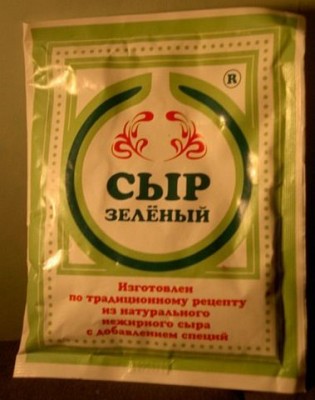 ®
СЫР
ЗЕЛЁНЫЙ
Изготовлен
по традиционному рецепту
из натурального
нежирного сыра
с добавлением специй